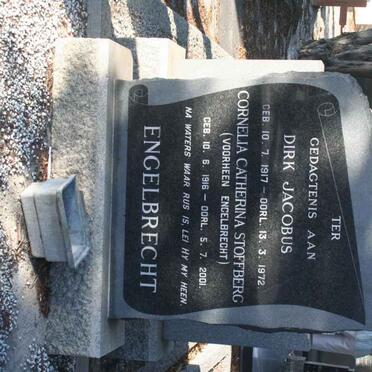 TER
GEDAGTENIS AAN
DIRK JACOBUS
GEB. 10. 7. 1917 — OORL. 13. 3. 1972
CORNELIA CATHERINA STOFFBERG
(VOORHEEN ENGELBRECHT)
GEB. 10. 6. 1916 — OORL. 5. 7. 2001.
NA WATERS WAAR RUS IS, LEI HY MY HEEN.
ENGELBRECHT